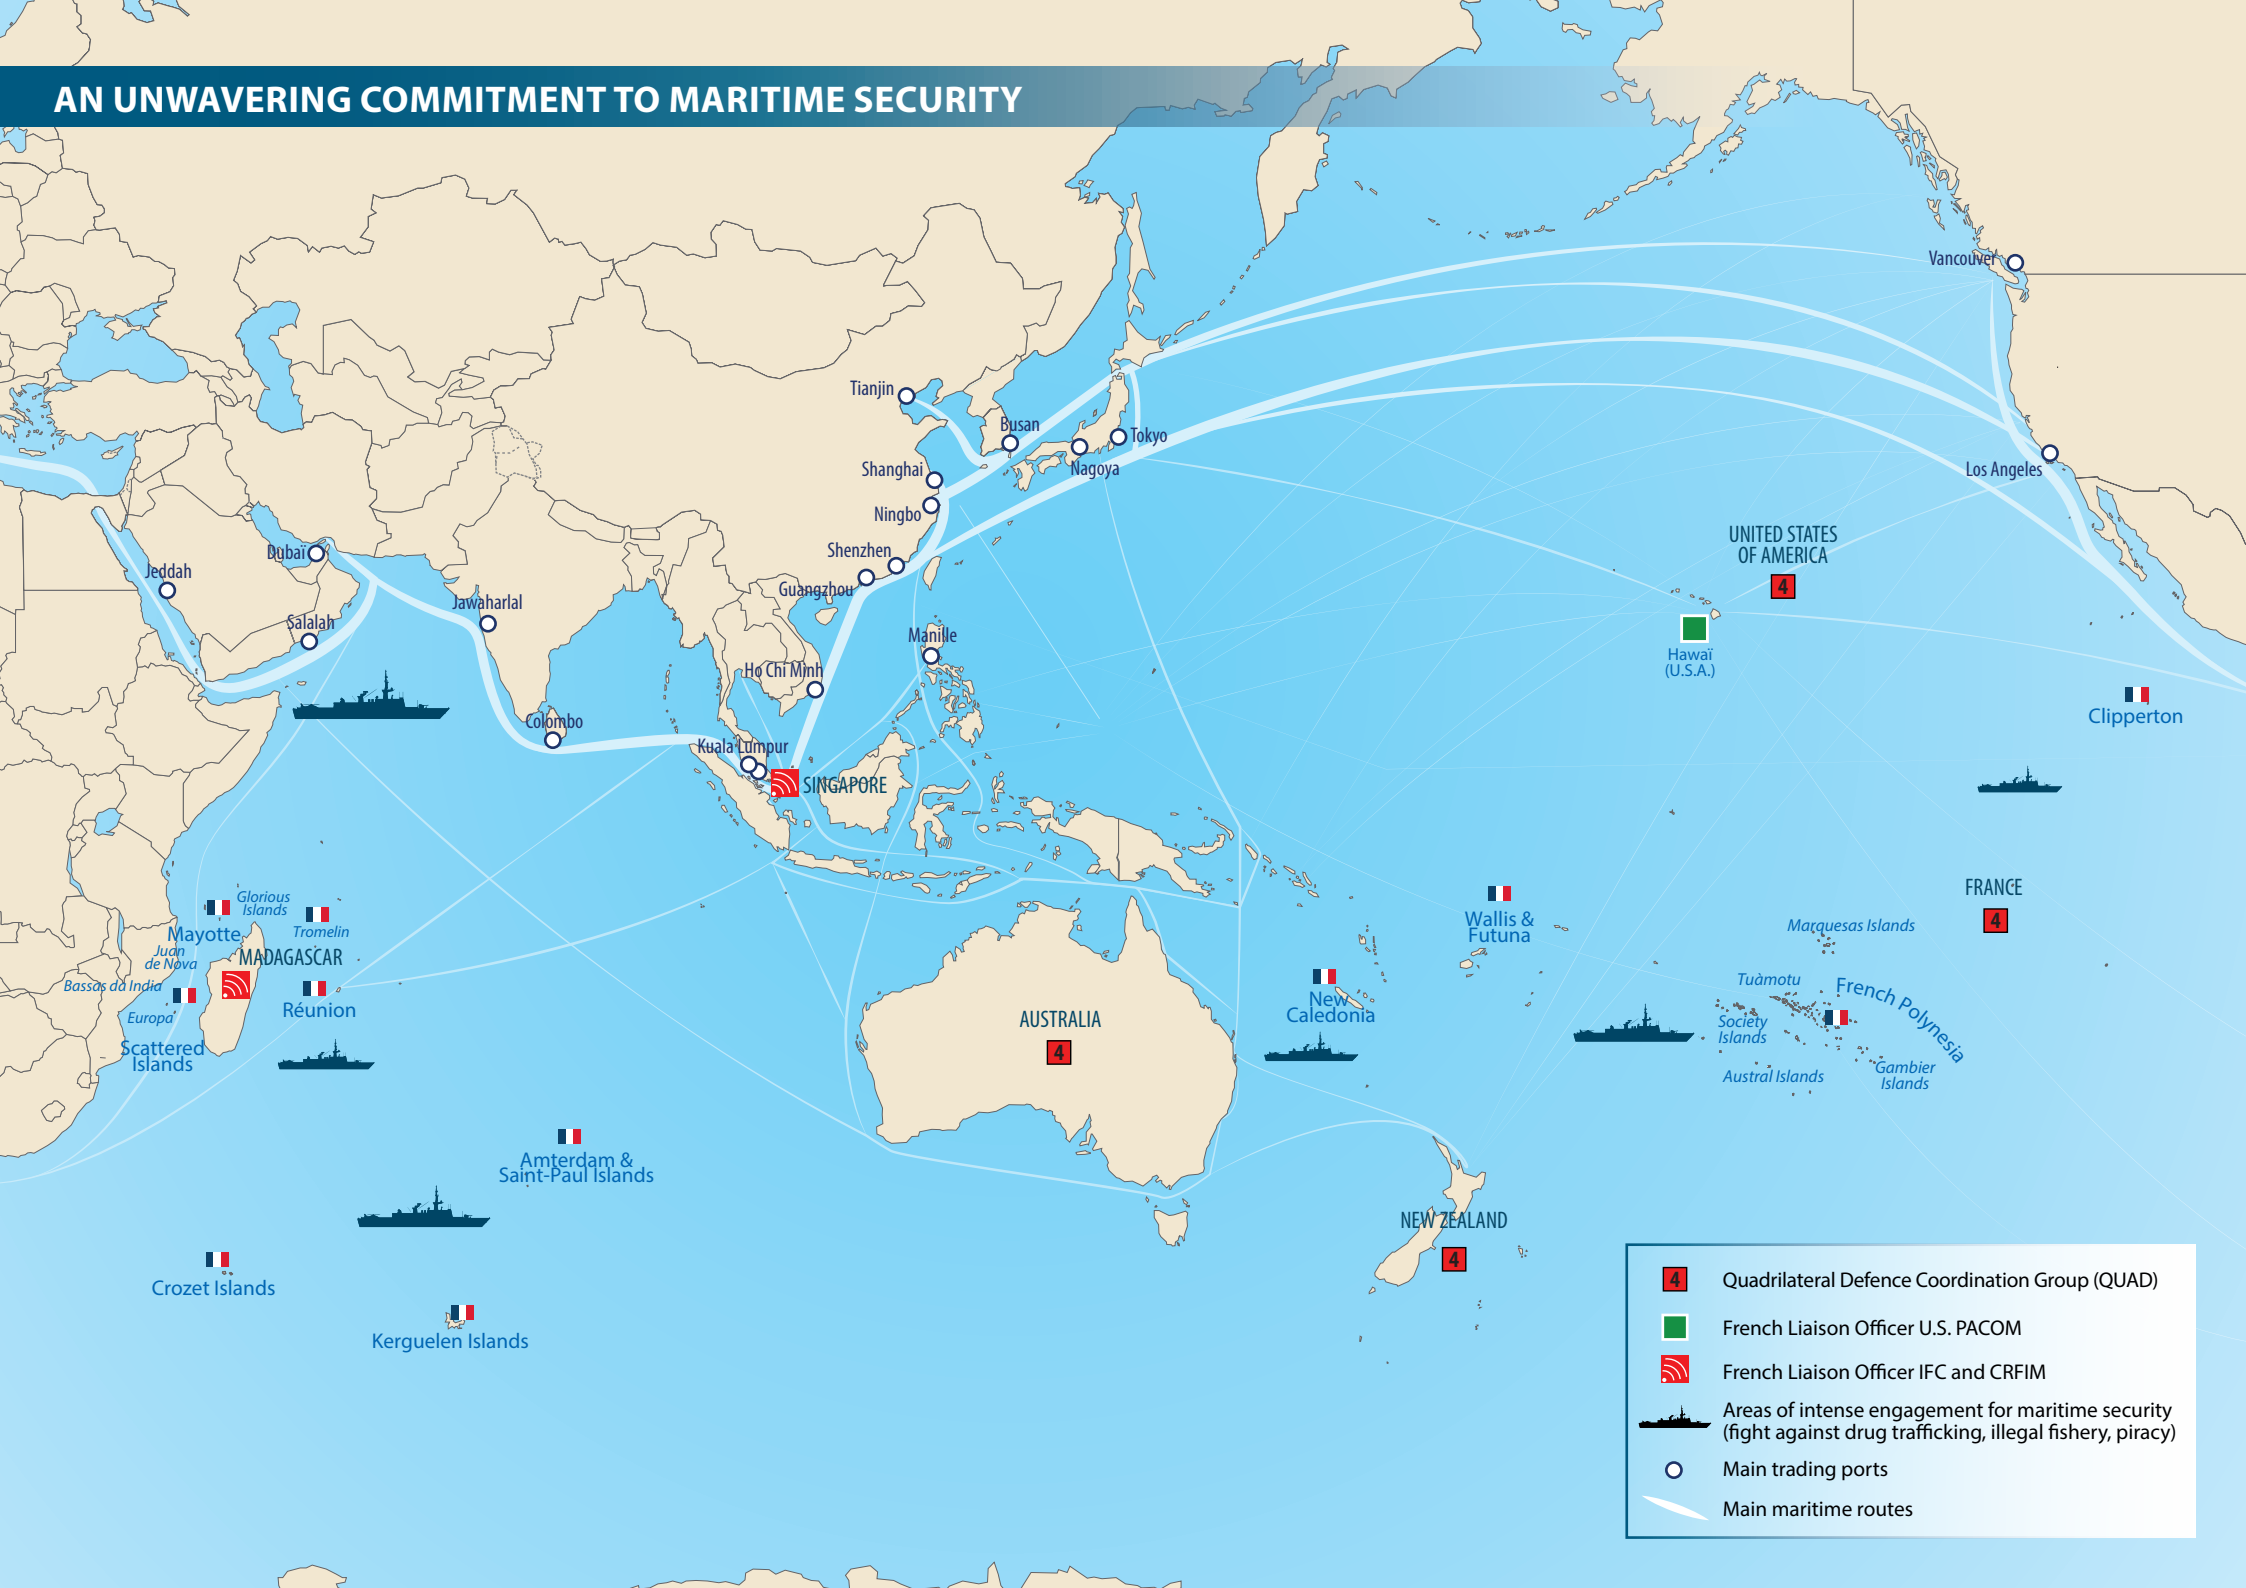 AN UNWAVERING COMMITMENT TO MARITIME SECURITY
Vancouver
Tianjin
Busan
Tokyo
Nagoya
Shanghai
Ningbo
Los Angeles
Shenzhen
Guangzhou
Dubaï
Jeddah
Salalah
Jawaharlal
Manille
Ho Chi Minh
Colombo
Kuala Lumpur
SINGAPORE
UNITED STATES
OF AMERICA
4
Hawaï
(U.S.A.)
Clipperton
Glorious
Islands
Mayotte
Tromelin
Juan
de Nova
MADAGASCAR
Bassas da India
Europa
Réunion
Scattered
Islands
Wallis &
Futuna
FRANCE
4
Marquesas Islands
New
Caledonia
Tuàmotu
French Polynesia
Society
Islands
Gambier
Islands
Austral Islands
AUSTRALIA
4
Amterdam &
Saint-Paul Islands
NEW ZEALAND
4
Crozet Islands
Kerguelen Islands
4 Quadrilateral Defence Coordination Group (QUAD)
French Liaison Officer U.S. PACOM
French Liaison Officer IFC and CRFIM
Areas of intense engagement for maritime security
(fight against drug trafficking, illegal fishery, piracy)
Main trading ports
Main maritime routes